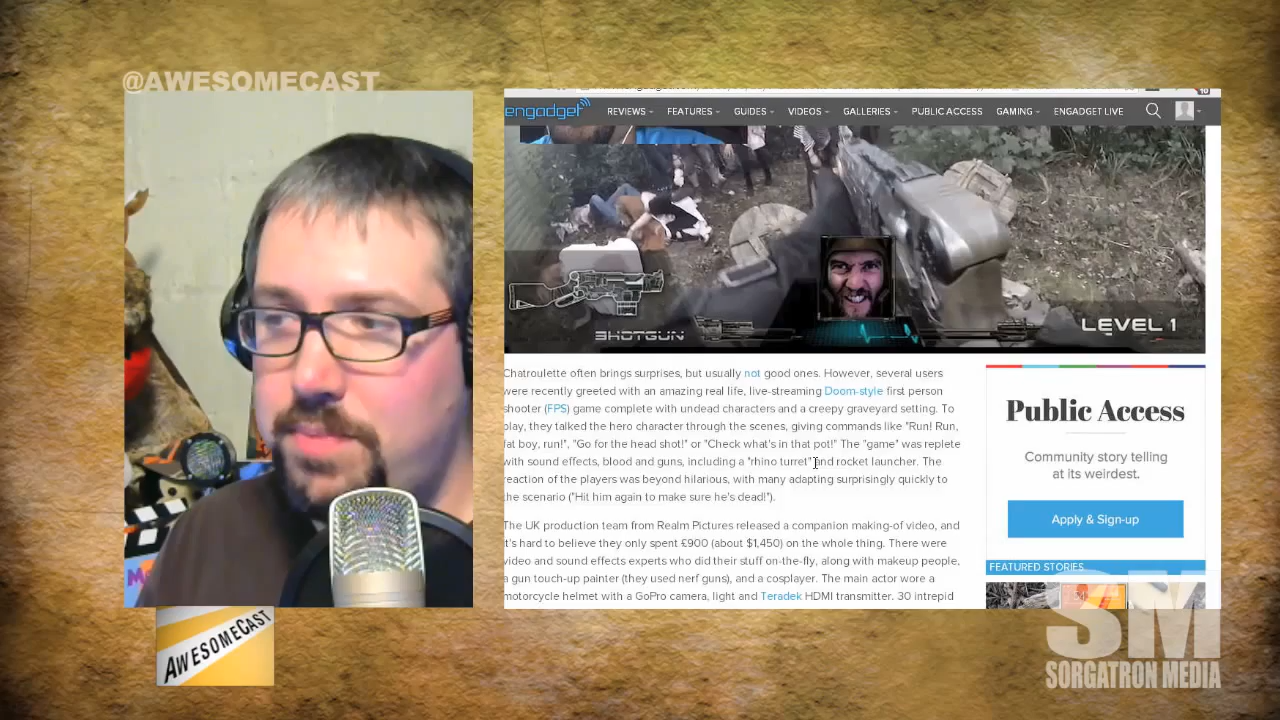 @AWESOMECAST
engadget
REVIEWS
FEATURES
GUIDES
VIDEOS
GALLERIES
PUBLIC ACCESS
GAMING
ENGADGET LIVE
SHOTGUN
LEVEL 1
Chatroulette often brings surprises, but usually not good ones. However, several users
were recently greeted with an amazing real life, live-streaming Doom-style first person
shooter (FPS) game complete with undead characters and a creepy graveyard setting. To
play, they talked the hero character through the scenes, giving commands like "Run! Run,
fat boy, run!", "Go for the head shot!" or "Check what's in that pot!" The "game" was replete
with sound effects, blood and guns, including a "rhino turret" and rocket launcher. The
reaction of the players was beyond hilarious, with many adapting surprisingly quickly to
the scenario ("Hit him again to make sure he's dead!").
The UK production team from Realm Pictures released a companion making-of video, and
it's hard to believe they only spent £900 (about $1,450) on the whole thing. There were
video and sound effects experts who did their stuff on-the-fly, along with makeup people,
a gun touch-up painter (they used nerf guns), and a cosplayer. The main actor wore a
motorcycle helmet with a GoPro camera, light and Teradek HDMI transmitter. 30 intrepid
Public Access
Community story telling
at its weirdest.
Apply & Sign-up
FEATURED STORIES
AWESOMECAST
SM
SORGATRON MEDIA